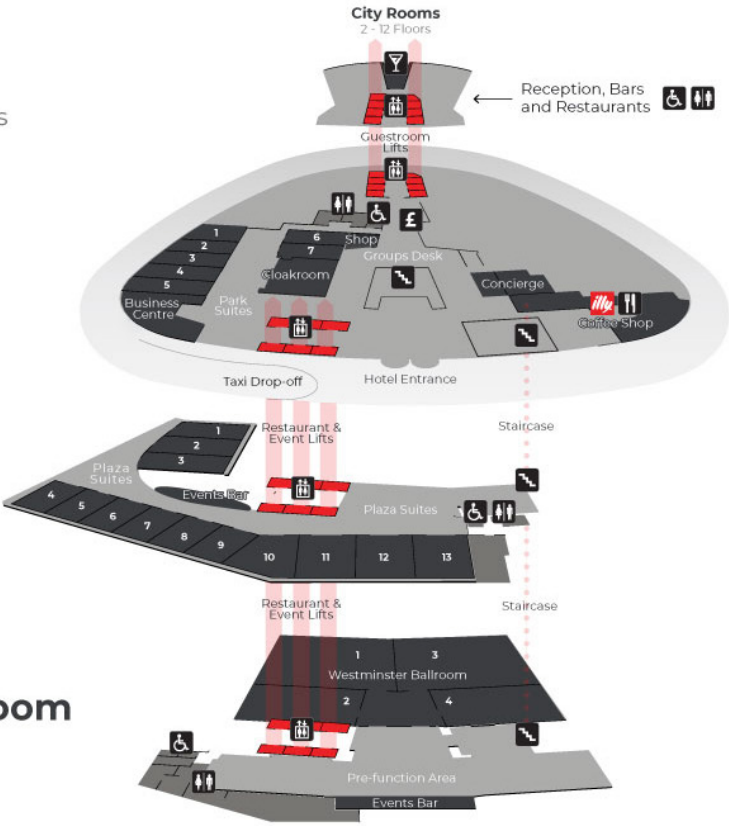 City Rooms
2 - 12 Floors
Reception, Bars
and Restaurants
s
Guestroom
Lifts
£
1
2
3
4
5
6
7
Shop
Cloakroom
Groups Desk
Concierge
Park
Suites
Business
Centre
illy
Coffee Shop
Taxi Drop-off
Hotel Entrance
Restaurant &
Event Lifts
Staircase
1
2
3
Plaza
Suites
Events Bar
Plaza Suites
4
5
6
7
8
9
10
11
12
13
Restaurant &
Event Lifts
Staircase
1
3
Westminster Ballroom
2
4
oom
Pre-function Area
Events Bar